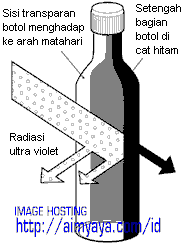 Sisi transparan
botol menghadap
ke arah matahari
Setengah
bagian
botol di
cat hitam
Radiasi
ultra violet
IMAGE HOSTING
http://aimyaya.com/id